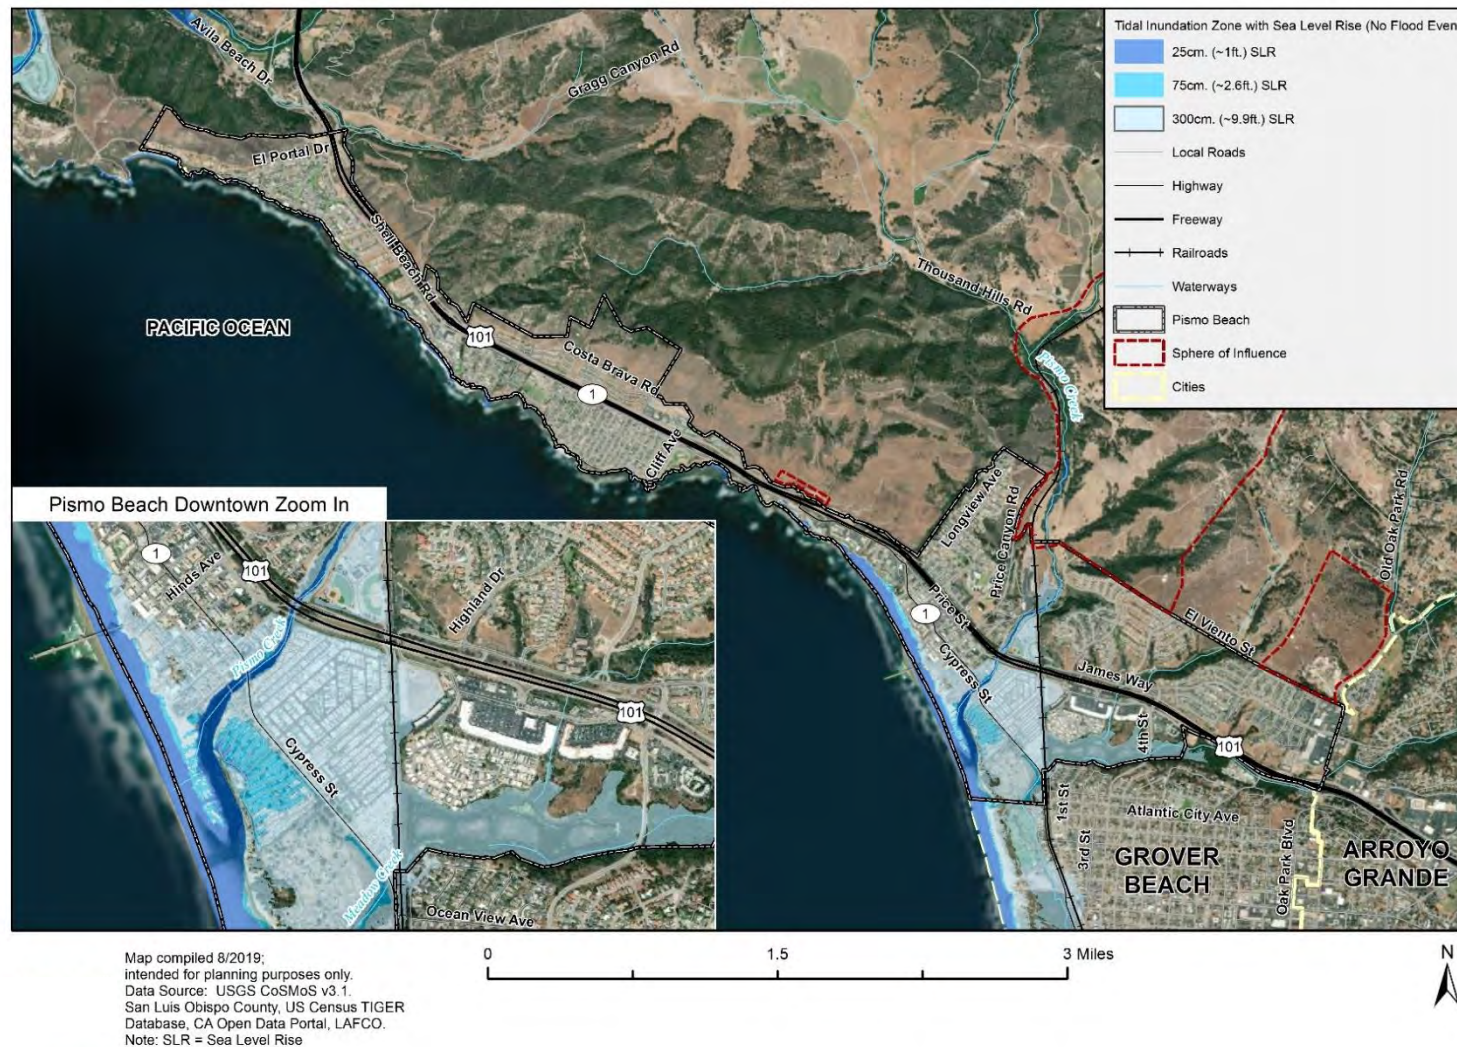 Tidal Inundation Zone with Sea Level Rise (No Flood Even
25cm. (~1ft.) SLR
75cm. (~2.6ft.) SLR
300cm. (~9.9ft.) SLR
Local Roads
Highway
Freeway
Railroads
Waterways
Pismo Beach
Sphere of Influence
Cities
Avila Beach Dr
Gragg Canyon Rd
El Portal Dr
Shell Beach Rd
Thousand Hills Rd
PACIFIC OCEAN
101
Costa Brava Rd
1
Pismo Creek
Cliff Ave
Longview Ave
Price Canyon Rd
Old Oak Park Rd
El Viento St
Price St
1
Cypress St
James Way
4th St
101
1st St
Atlantic City Ave
3rd St
GROVER
BEACH
Oak Park Blvd
ARROYO
GRANDE
Pismo Beach Downtown Zoom In
1
Hinds Ave
101
Highland Dr
Pismo Creek
101
Cypress St
Meadow Creek
Ocean View Ave
Map compiled 8/2019;
intended for planning purposes only.
Data Source: USGS CoSMoS v3.1.
San Luis Obispo County, US Census TIGER
Database, CA Open Data Portal, LAFCO.
Note: SLR = Sea Level Rise
0
1.5
3 Miles
N